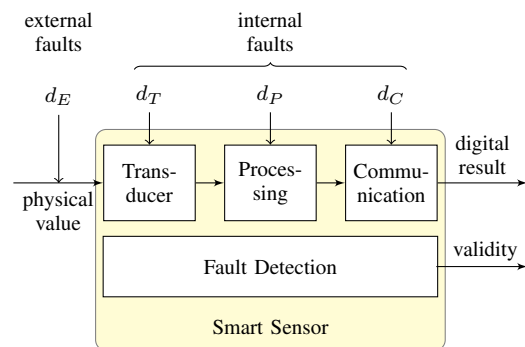 external
faults
internal
faults
d_E
d_T
d_P
d_C
physical
value
Trans-
ducer
Proces-
sing
Commu-
nication
digital
result
Fault Detection
validity
Smart Sensor